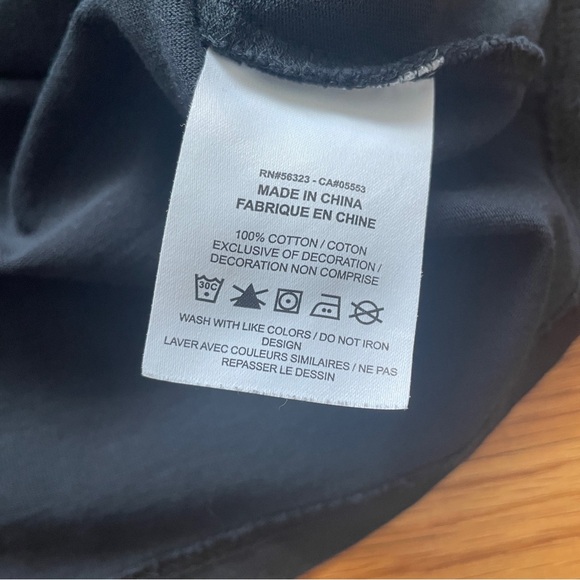 RN#56323 - CA#05553
MADE IN CHINA
FABRIQUE EN CHINE
100% COTTON / COTON
EXCLUSIVE OF DECORATION /
DECORATION NON COMPRISE
30C
WASH WITH LIKE COLORS / DO NOT IRON
DESIGN
LAVER AVEC COULEURS SIMILAIRES / NE PAS
REPASSER LE DESSIN